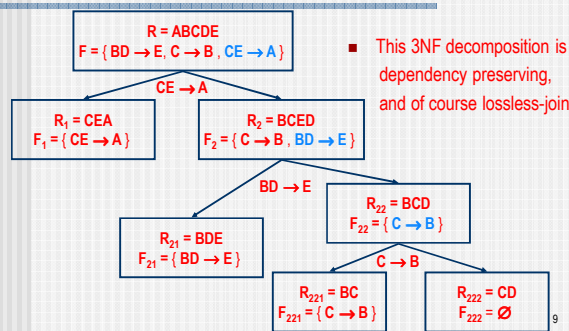 R = ABCDE
F = { BD → E, C → B , CE → A }
■ This 3NF decomposition is
dependency preserving,
and of course lossless-join
CE → A
R₁ = CEA
F₁ = { CE → A }
R₂ = BCED
F₂ = { C → B , BD → E }
BD → E
R₂₂ = BCD
F₂₂ = { C → B }
R₂₁ = BDE
F₂₁ = { BD → E }
C → B
R₂₂₁ = BC
F₂₂₁ = { C → B }
R₂₂₂ = CD
F₂₂₂ = Ø
9